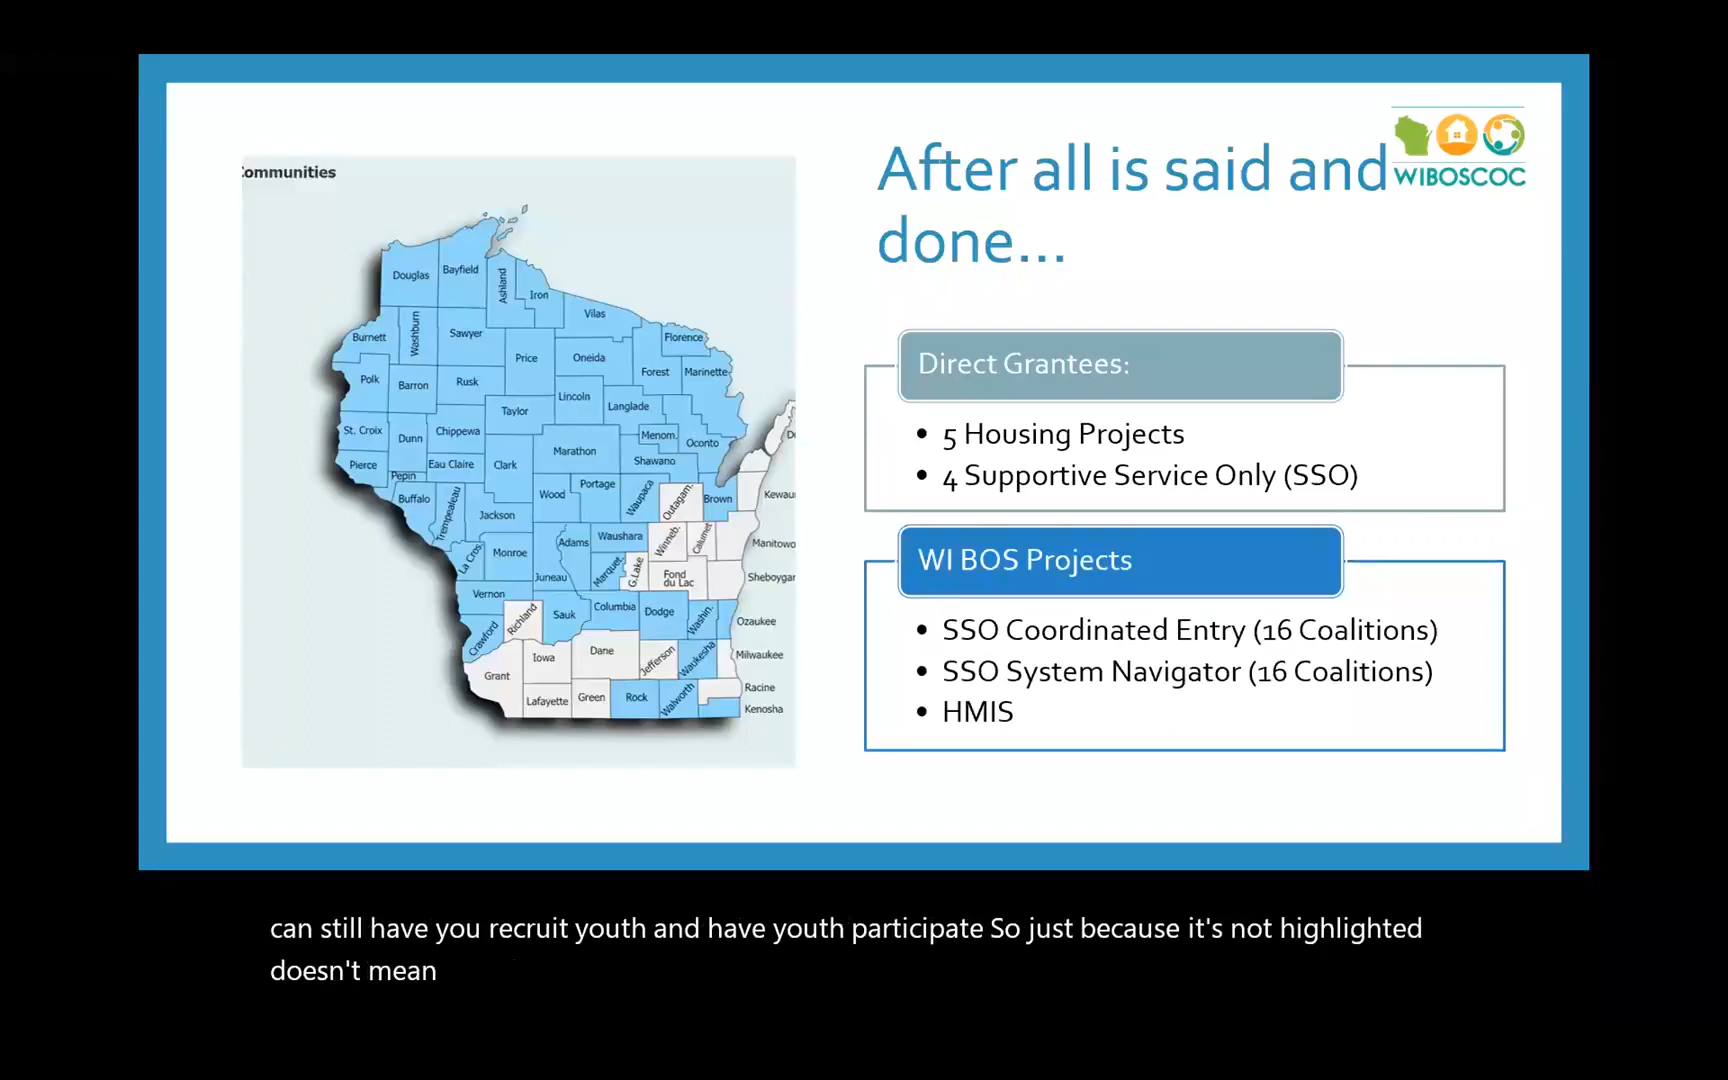 :ommunities
Douglas
Bayfield
Ashland
Iron
Vilas
Burnett
Washburn
Sawyer
Price
Oneida
Florence
Forest
Marinette
Polk
Barron
Rusk
Lincoln
Langlade
Taylor
St. Croix
Dunn
Chippewa
Menom.
Oconto
Marathon
Pierce
Pepin
Eau Claire
Clark
Shawano
Buffalo
Trempealeau
Wood
Portage
Waupaca
Outagam.
Brown
Kewau
Jackson
La Cros.
Monroe
Juneau
Adams
Waushara
Marquet.
G.Lake
Winneb.
Calumet
Manitowo
Fond
du Lac
Sheboygar
Vernon
Crawford
Richland
Sauk
Columbia
Dodge
Washin.
Ozaukee
Grant
Iowa
Dane
Jefferson
Waukesha
Milwaukee
Lafayette
Green
Rock
Walworth
Racine
Kenosha
After all is said and
done...
WIBOSCOC
Direct Grantees:
• 5 Housing Projects
• 4 Supportive Service Only (SSO)
WI BOS Projects
• SSO Coordinated Entry (16 Coalitions)
• SSO System Navigator (16 Coalitions)
• HMIS
can still have you recruit youth and have youth participate So just because it's not highlighted
doesn't mean